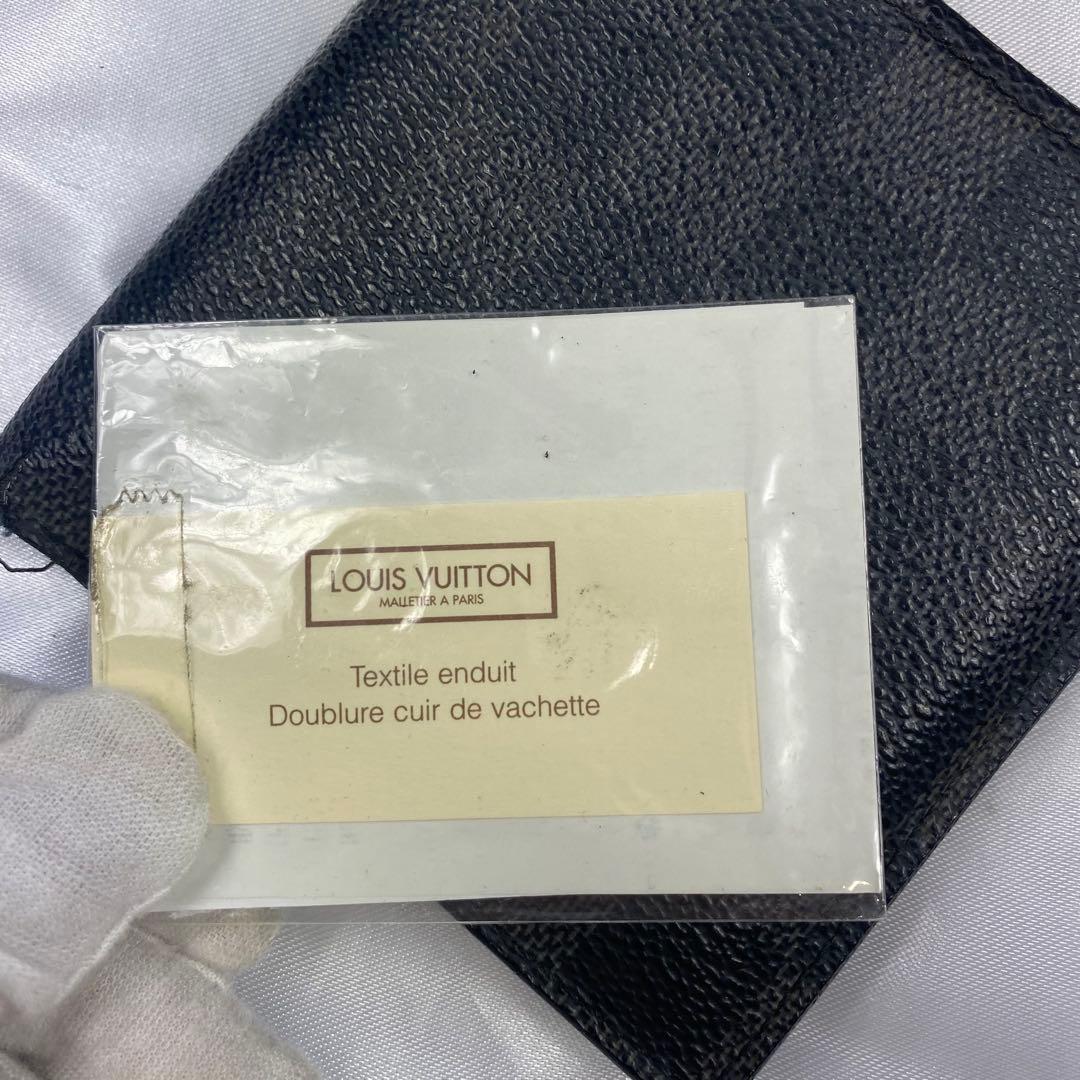 LOUIS VUITTON
MALLETIER A PARIS
Textile enduit
Doublure cuir de vachette